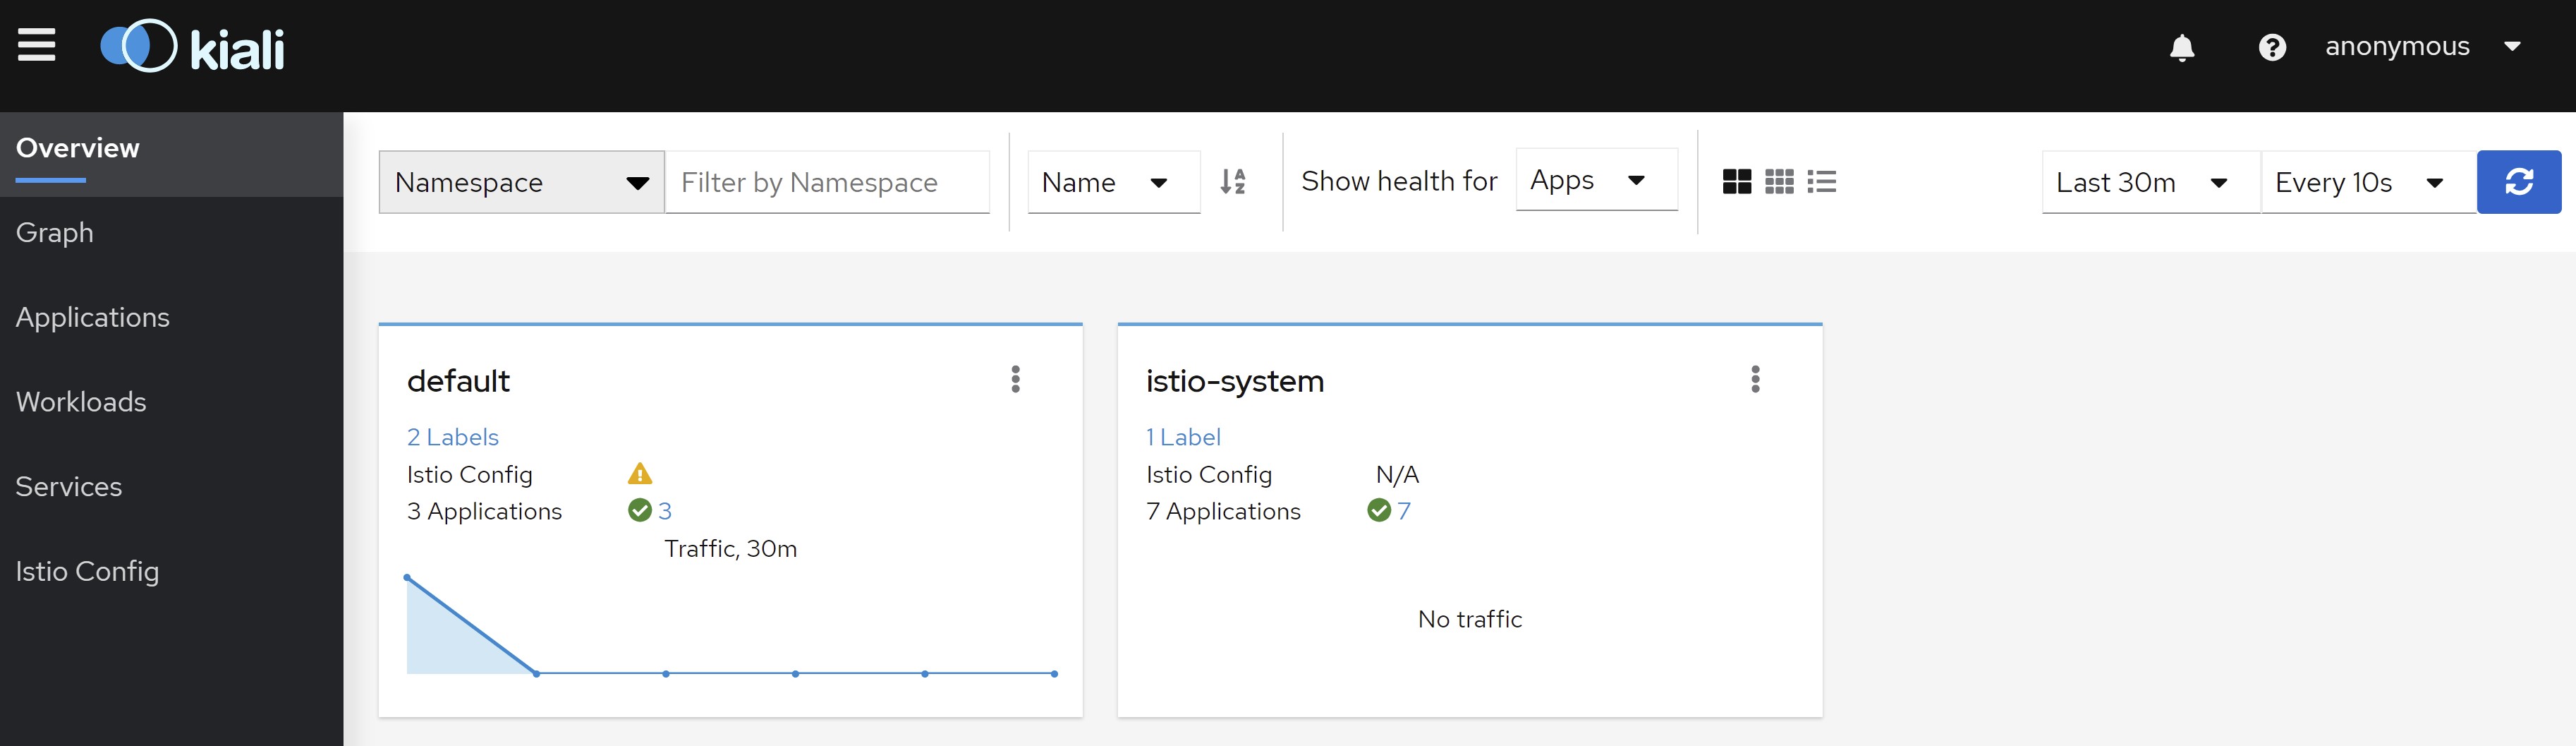 kiali
anonymous
Overview
Graph
Applications
Workloads
Services
Istio Config
Namespace
Filter by Namespace
Name
Show health for
Apps
Last 30m
Every 10s
default
2 Labels
Istio Config
3 Applications 3
Traffic, 30m
istio-system
1 Label
Istio Config N/A
7 Applications 7
No traffic